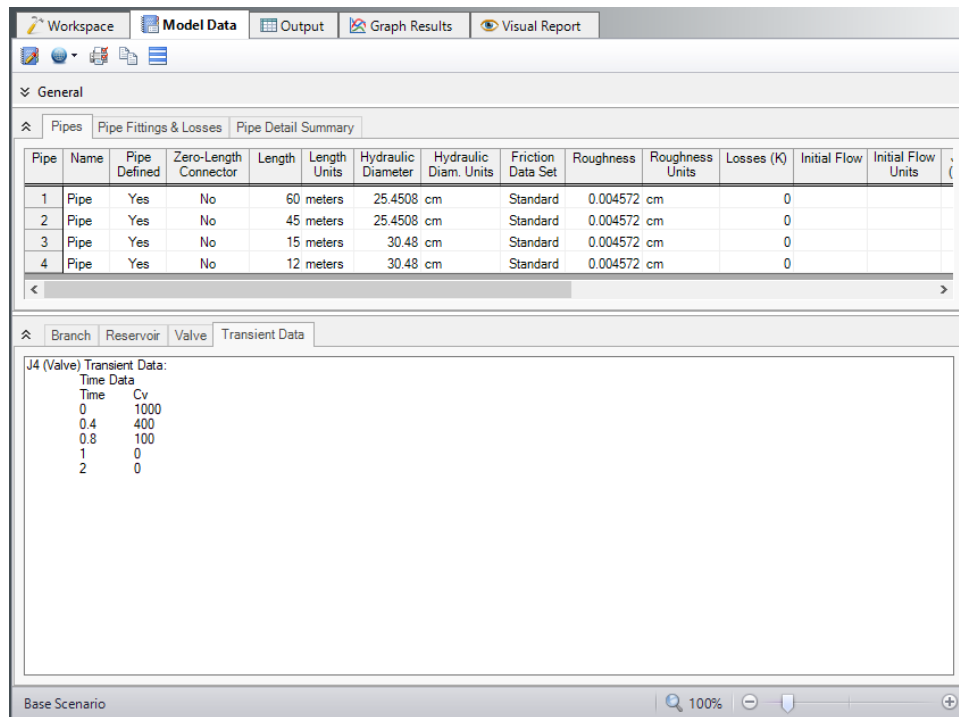 Workspace Model Data Output Graph Results Visual Report
General
Pipes Pipe Fittings & Losses Pipe Detail Summary
Pipe Name Pipe Defined Zero-Length Connector Length Length Units Hydraulic Diameter Hydraulic Diam. Units Friction Data Set Roughness Roughness Units Losses (K) Initial Flow Initial Flow Units
1 Pipe Yes No 60 meters 25.4508 cm Standard 0.004572 cm 0
2 Pipe Yes No 45 meters 25.4508 cm Standard 0.004572 cm 0
3 Pipe Yes No 15 meters 30.48 cm Standard 0.004572 cm 0
4 Pipe Yes No 12 meters 30.48 cm Standard 0.004572 cm 0
Branch Reservoir Valve Transient Data
J4 (Valve) Transient Data:
Time Data
Time Cv
0 1000
0.4 400
0.8 100
1 0
2 0
Base Scenario 100%